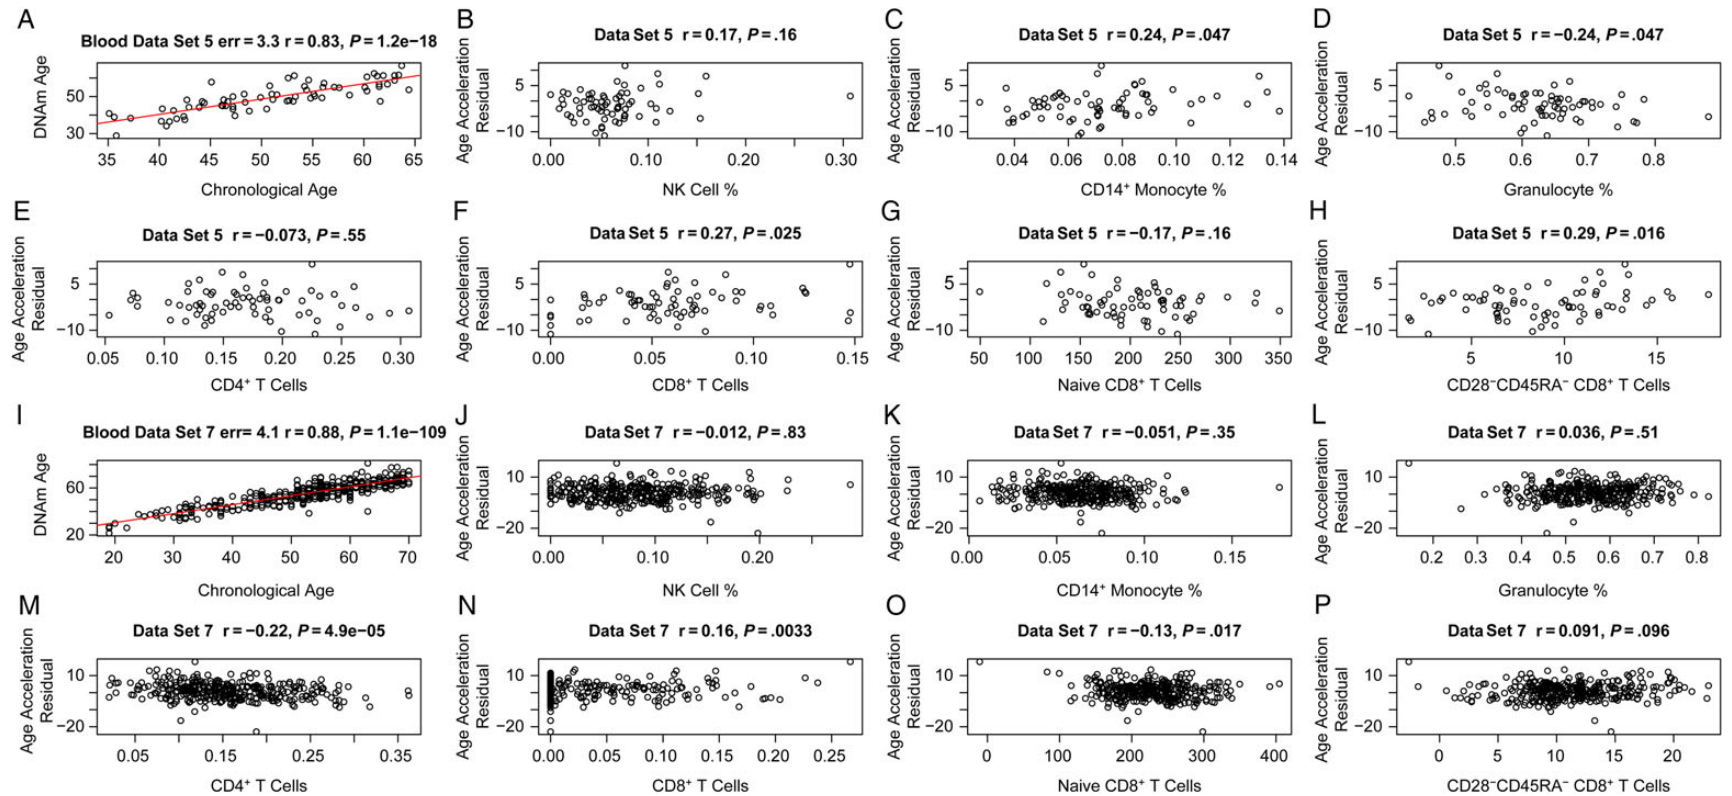 A
Blood Data Set 5 err=3.3 r=0.83, P=1.2e−18
DNAm Age
50
30
35 40 45 50 55 60 65
Chronological Age
B
Data Set 5 r=0.17, P=.16
Age Acceleration
Residual
5
−10
0.00 0.10 0.20 0.30
NK Cell %
C
Data Set 5 r=0.24, P=.047
Age Acceleration
Residual
5
−10
0.04 0.06 0.08 0.10 0.12 0.14
CD14⁺ Monocyte %
D
Data Set 5 r=−0.24, P=.047
Age Acceleration
Residual
5
−10
0.5 0.6 0.7 0.8
Granulocyte %
E
Data Set 5 r=−0.073, P=.55
Age Acceleration
Residual
5
−10
0.05 0.10 0.15 0.20 0.25 0.30
CD4⁺ T Cells
F
Data Set 5 r=0.27, P=.025
Age Acceleration
Residual
5
−10
0.00 0.05 0.10 0.15
CD8⁺ T Cells
G
Data Set 5 r=−0.17, P=.16
Age Acceleration
Residual
5
−10
50 100 150 200 250 300 350
Naive CD8⁺ T Cells
H
Data Set 5 r=0.29, P=.016
Age Acceleration
Residual
5
−10
5 10 15
CD28⁻CD45RA⁻ CD8⁺ T Cells
I
Blood Data Set 7 err= 4.1 r=0.88, P=1.1e−109
DNAm Age
60
20
20 30 40 50 60 70
Chronological Age
J
Data Set 7 r=−0.012, P=.83
Age Acceleration
Residual
10
−20
0.00 0.10 0.20
NK Cell %
K
Data Set 7 r=−0.051, P=.35
Age Acceleration
Residual
10
−20
0.00 0.05 0.10 0.15
CD14⁺ Monocyte %
L
Data Set 7 r=0.036, P=.51
Age Acceleration
Residual
10
−20
0.2 0.3 0.4 0.5 0.6 0.7 0.8
Granulocyte %
M
Data Set 7 r=−0.22, P=4.9e−05
Age Acceleration
Residual
10
−20
0.05 0.15 0.25 0.35
CD4⁺ T Cells
N
Data Set 7 r=0.16, P=.0033
Age Acceleration
Residual
10
−20
0.00 0.05 0.10 0.15 0.20 0.25
CD8⁺ T Cells
O
Data Set 7 r=−0.13, P=.017
Age Acceleration
Residual
10
−20
0 100 200 300 400
Naive CD8⁺ T Cells
P
Data Set 7 r=0.091, P=.096
Age Acceleration
Residual
10
−20
0 5 10 15 20
CD28⁻CD45RA⁻ CD8⁺ T Cells